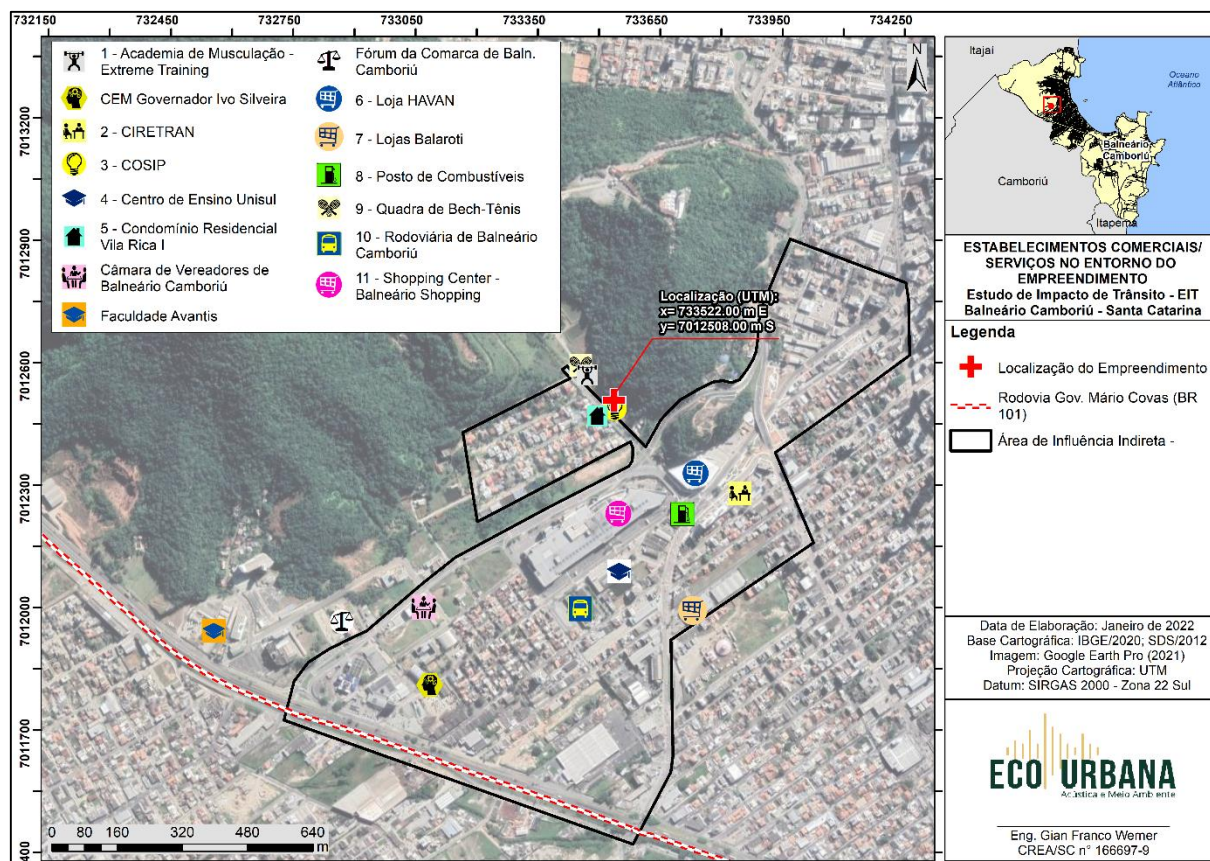 732150 732450 732750 733050 733350 733650 733950 734250
7013200
7012900
7012600
7012300
7012000
7011700
400
1 - Academia de Musculação -
Extreme Training
CEM Governador Ivo Silveira
2 - CIRETRAN
3 - COSIP
4 - Centro de Ensino Unisul
5 - Condomínio Residencial
Vila Rica I
Câmara de Vereadores de
Balneário Camboriú
Faculdade Avantis
Fórum da Comarca de Baln.
Camboriú
6 - Loja HAVAN
7 - Lojas Balaroti
8 - Posto de Combustíveis
9 - Quadra de Bech-Tênis
10 - Rodoviária de Balneário
Camboriú
11 - Shopping Center -
Balneário Shopping
N
Localização (UTM):
x= 733522.00 m E
y= 7012508.00 m S
0 80 160 320 480 640
m
Itajaí
Oceano
Atlântico
Balneário
Camboriú
Camboriú
Itapema
ESTABELECIMENTOS COMERCIAIS/
SERVIÇOS NO ENTORNO DO
EMPREENDIMENTO
Estudo de Impacto de Trânsito - EIT
Balneário Camboriú - Santa Catarina
Legenda
Localização do Empreendimento
Rodovia Gov. Mário Covas (BR
101)
Área de Influência Indireta -
Data de Elaboração: Janeiro de 2022
Base Cartográfica: IBGE/2020; SDS/2012
Imagem: Google Earth Pro (2021)
Projeção Cartográfica: UTM
Datum: SIRGAS 2000 - Zona 22 Sul
ECO URBANA
Acústica e Meio Ambiente
Eng. Gian Franco Werner
CREA/SC n° 166697-9